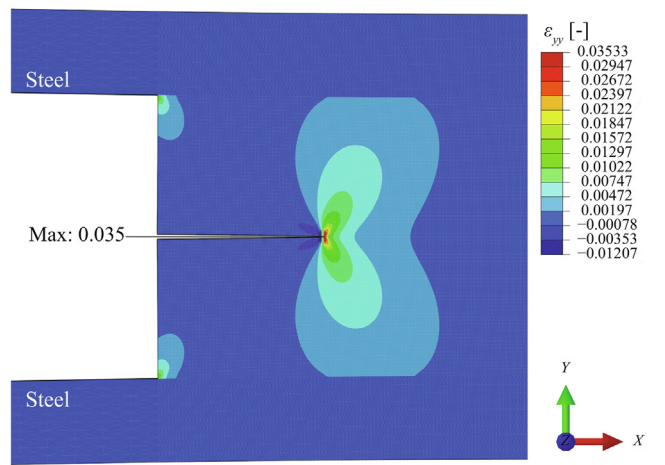 ε_yy [-]
Steel
0.03533
0.02947
0.02672
0.02397
0.02122
0.01847
0.01572
0.01297
0.01022
0.00747
0.00472
0.00197
−0.00078
−0.00353
−0.01207
Max: 0.035
Steel
Y
Z
X